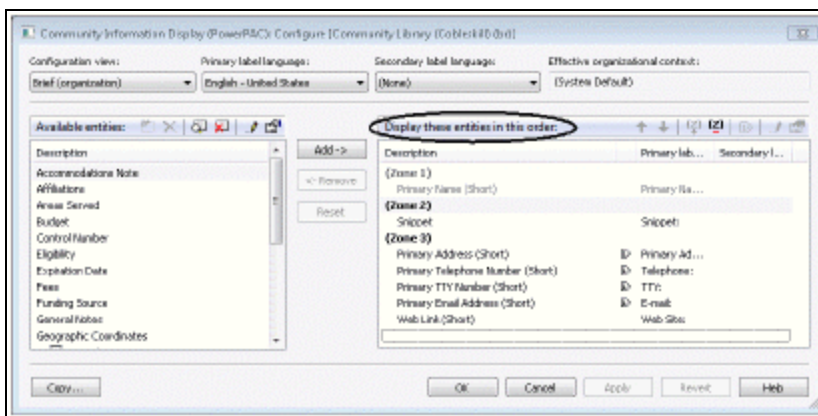 Community Information Display (PowerPAC): Configure [Community Library (Cobleskill) (br)]
Configuration view: Primary label language: Secondary label language: Effective organizational context:
Brief (organization) English - United States (None) (System Default)
Available entities: Display these entities in this order:
Description Add -> Description Primary lab... Secondary l...
Accommodations Note <- Remove (Zone 1)
Affiliations Primary Name (Short) Primary Na...
Areas Served Reset (Zone 2)
Budget Snippet Snippet:
Control Number (Zone 3)
Eligibility Primary Address (Short) Primary Ad...
Expiration Date Primary Telephone Number (Short) Telephone:
Fees Primary TTY Number (Short) TTY:
Funding Source Primary Email Address (Short) E-mail:
General Notes Web Link (Short) Web Site:
Geographic Coordinates
Copy... OK Cancel Apply Revert Help